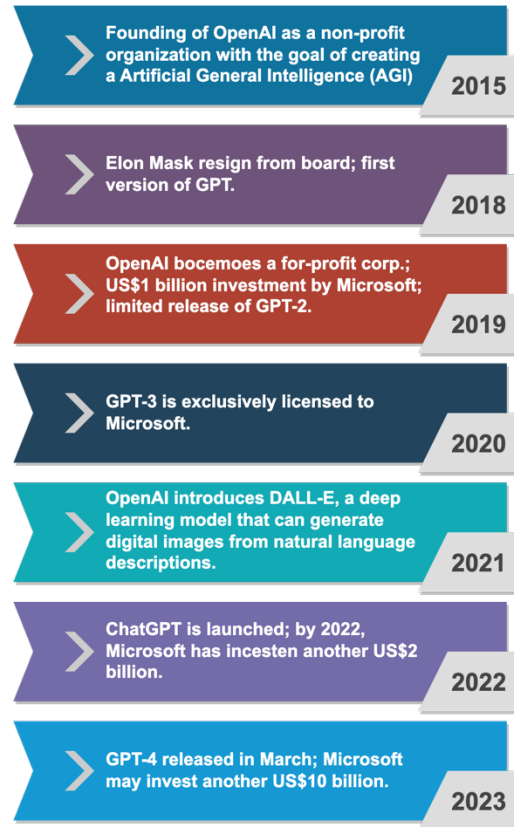 Founding of OpenAI as a non-profit
organization with the goal of creating
a Artificial General Intelligence (AGI)
2015
Elon Mask resign from board; first
version of GPT.
2018
OpenAI bocemoes a for-profit corp.;
US$1 billion investment by Microsoft;
limited release of GPT-2.
2019
GPT-3 is exclusively licensed to
Microsoft.
2020
OpenAI introduces DALL-E, a deep
learning model that can generate
digital images from natural language
descriptions.
2021
ChatGPT is launched; by 2022,
Microsoft has incesten another US$2
billion.
2022
GPT-4 released in March; Microsoft
may invest another US$10 billion.
2023